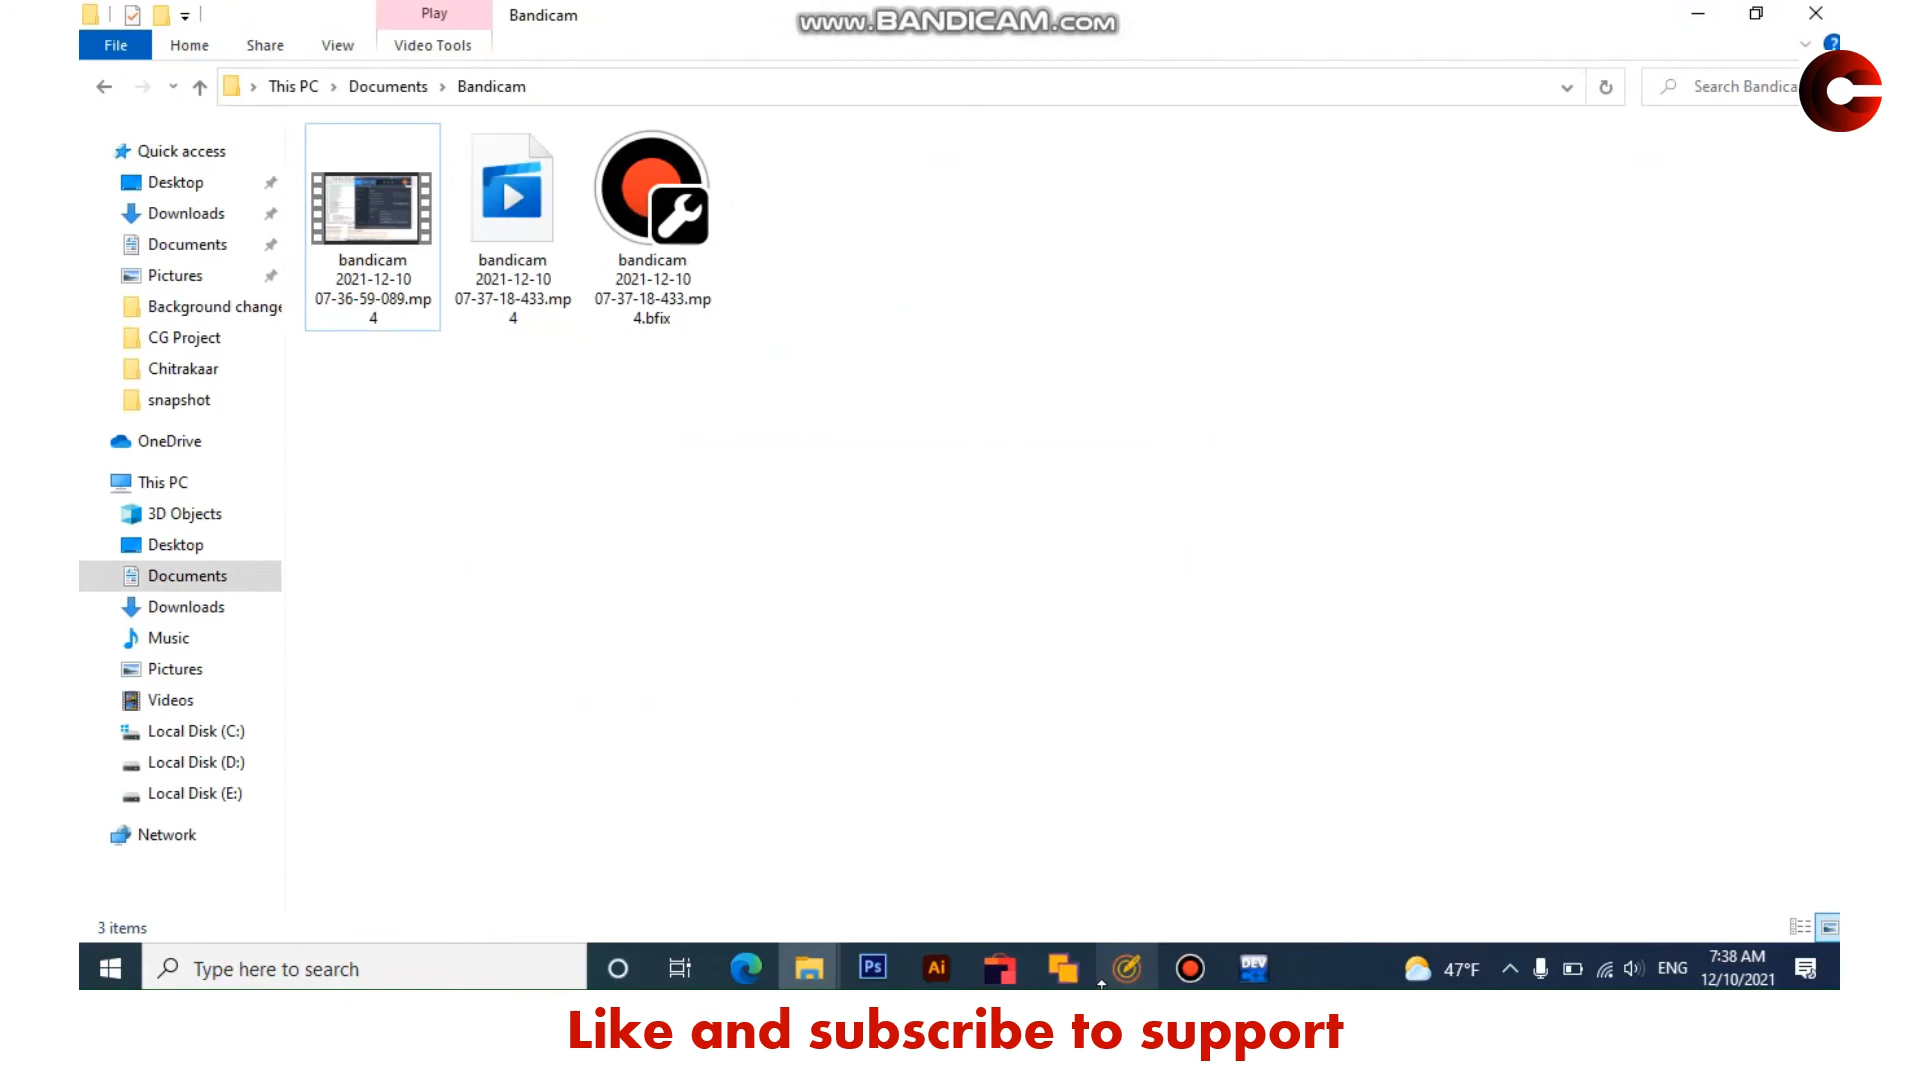 Play
Bandicam
www.BANDICAM.com
File
Home
Share
View
Video Tools
This PC
Documents
Bandicam
Search Bandica
Quick access
Desktop
Downloads
Documents
Pictures
Background change
CG Project
Chitrakaar
snapshot
OneDrive
This PC
3D Objects
Desktop
Documents
Downloads
Music
Pictures
Videos
Local Disk (C:)
Local Disk (D:)
Local Disk (E:)
Network
bandicam
2021-12-10
07-36-59-089.mp
4
bandicam
2021-12-10
07-37-18-433.mp
4
bandicam
2021-12-10
07-37-18-433.mp
4.bfix
3 items
Type here to search
Ps
Ai
DEV
47°F
ENG
7:38 AM
12/10/2021
Like and subscribe to support